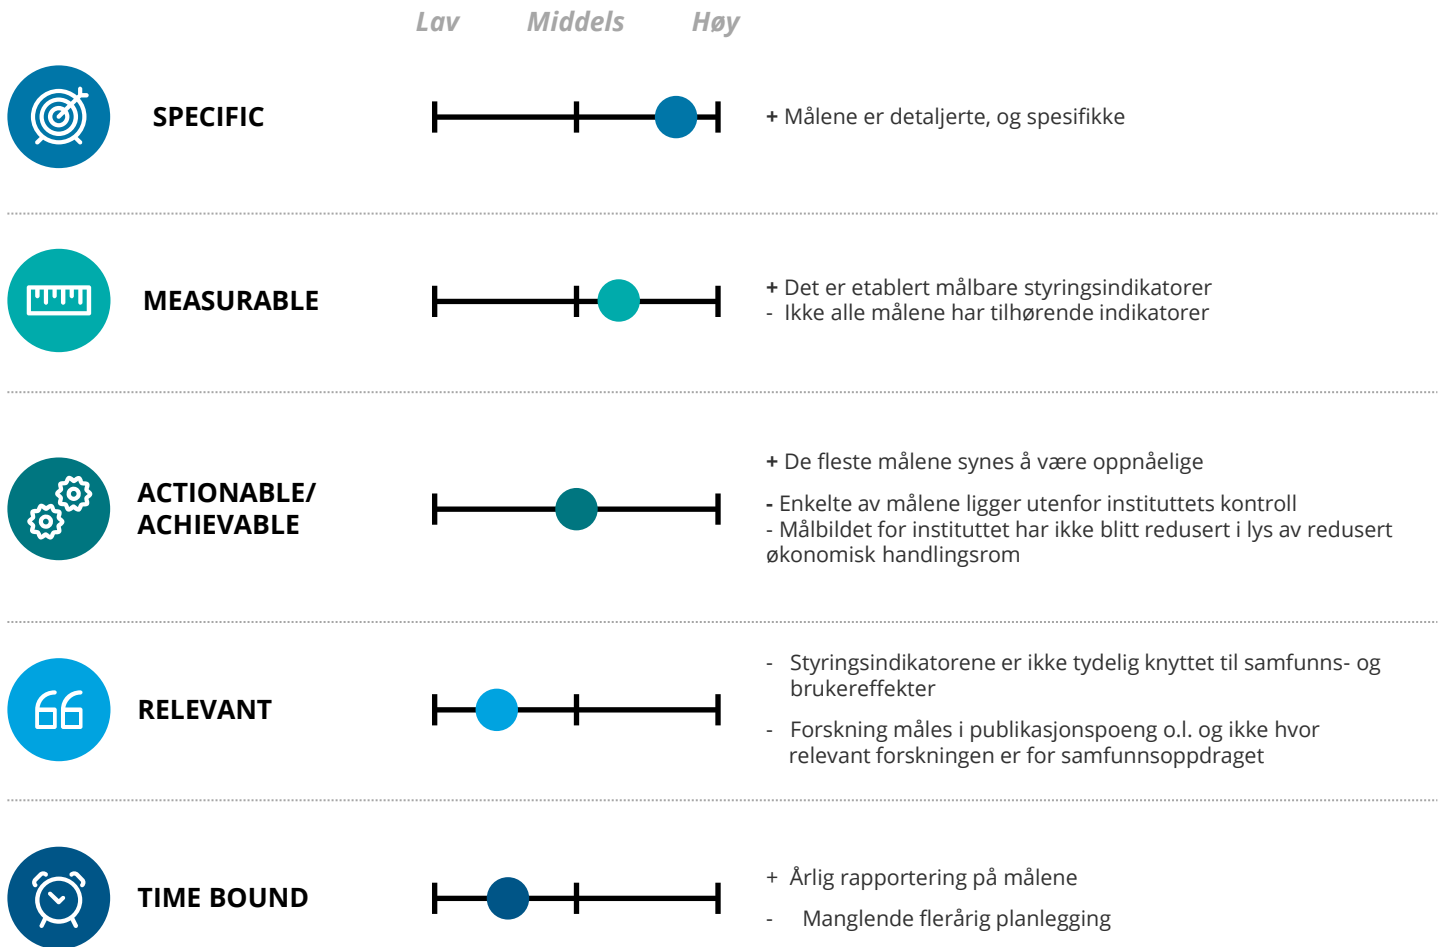 Lav Middels Høy
SPECIFIC
+ Målene er detaljerte, og spesifikke
MEASURABLE
+ Det er etablert målbare styringsindikatorer
- Ikke alle målene har tilhørende indikatorer
ACTIONABLE/
ACHIEVABLE
+ De fleste målene synes å være oppnåelige
- Enkelte av målene ligger utenfor instituttets kontroll
- Målbildet for instituttet har ikke blitt redusert i lys av redusert
økonomisk handlingsrom
RELEVANT
- Styringsindikatorene er ikke tydelig knyttet til samfunns- og
brukereffekter
- Forskning måles i publikasjonspoeng o.l. og ikke hvor
relevant forskningen er for samfunnsoppdraget
TIME BOUND
+ Årlig rapportering på målene
- Manglende flerårig planlegging